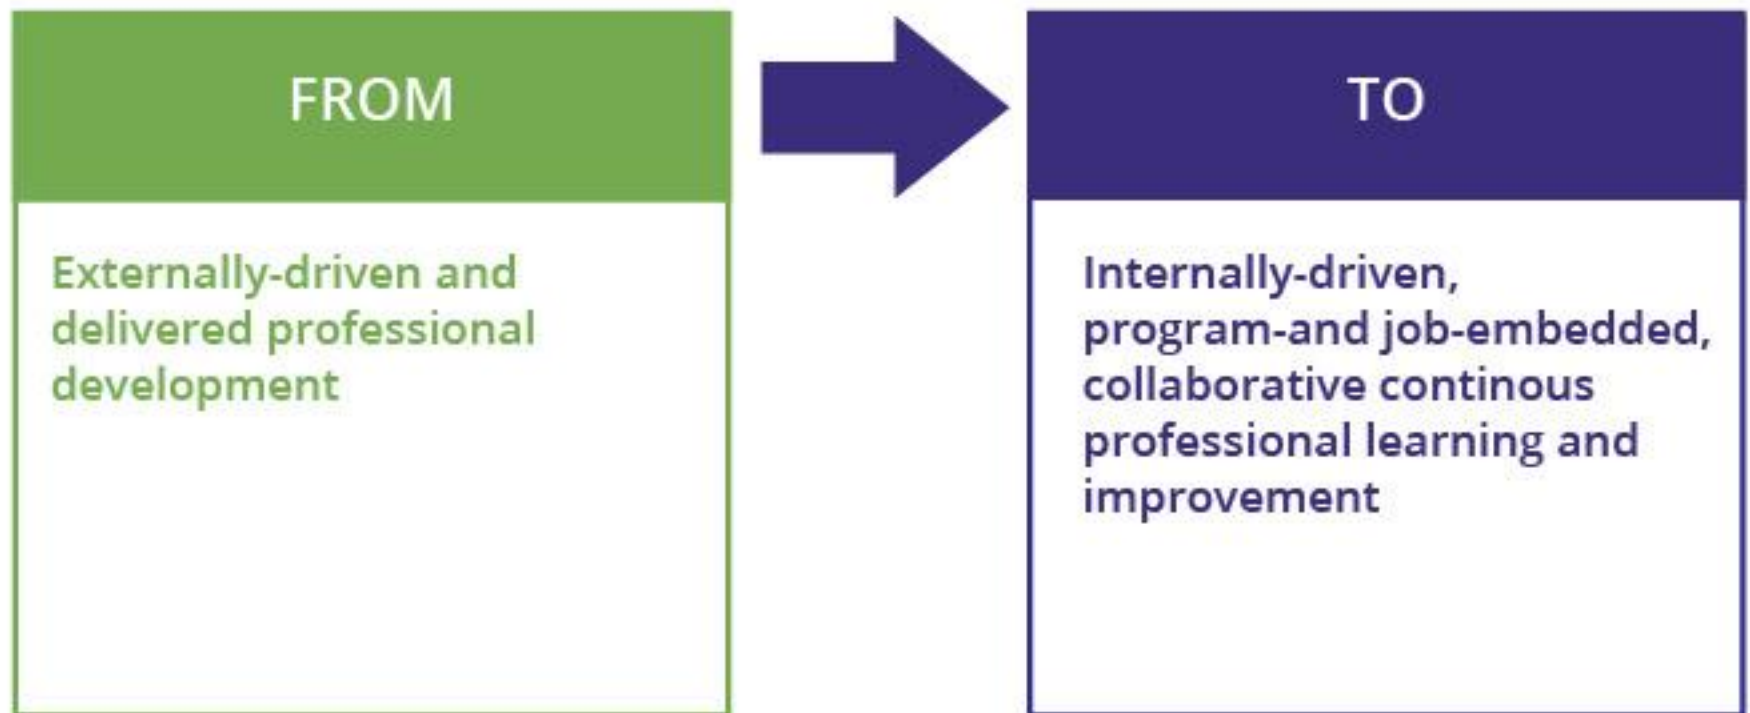 FROM
Externally-driven and
delivered professional
development
TO
Internally-driven,
program-and job-embedded,
collaborative continous
professional learning and
improvement